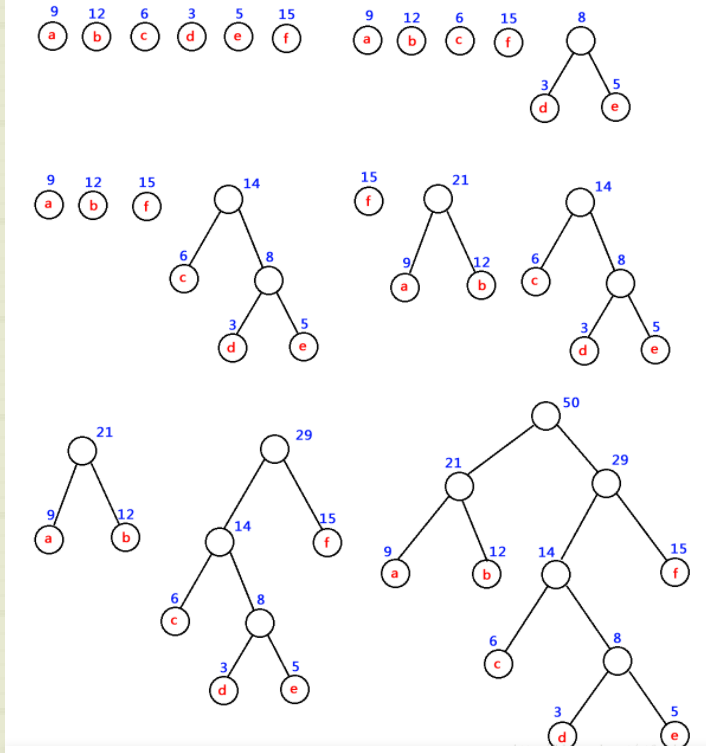 9 12 6 3 5 15
a b c d e f
9 12 6 15 8
a b c f
3 5
d e
9 12 15 14
a b f
6 8
c
3 5
d e
15 21 14
f
9 12 6 8
a b c
3 5
d e
21 29
9 12 14 15
a b f
6 8
c
3 5
d e
50
21 29
9 12 14 15
a b f
6 8
c
3 5
d e